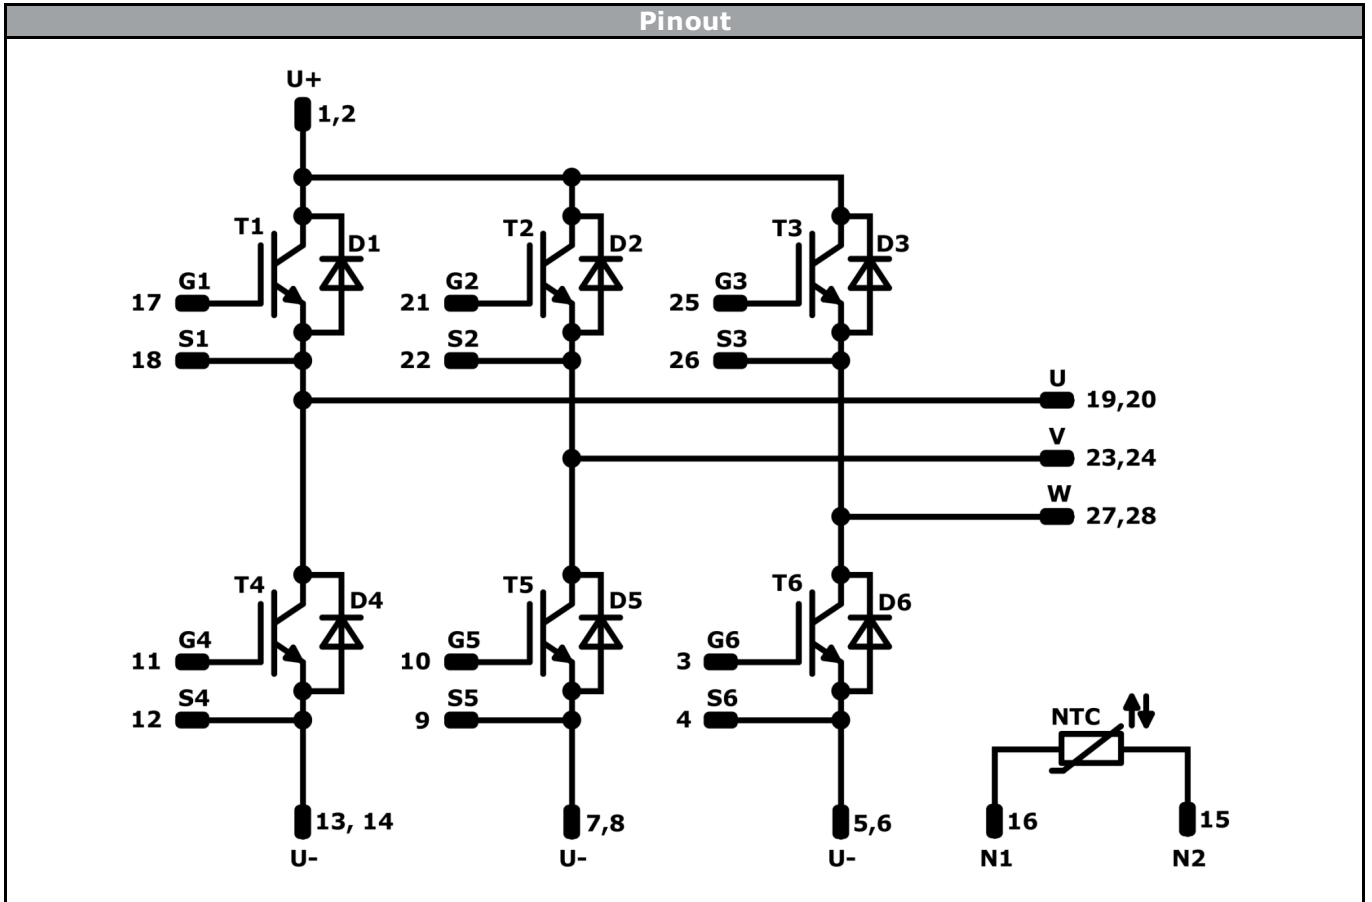 Pinout
U+
1,2
T1
D1
T2
D2
T3
D3
G1
17
G2
21
G3
25
S1
18
S2
22
S3
26
U
19,20
V
23,24
W
27,28
T4
D4
T5
D5
T6
D6
G4
11
G5
10
G6
3
S4
12
S5
9
S6
4
NTC
13, 14
7,8
5,6
16
15
U-
U-
U-
N1
N2